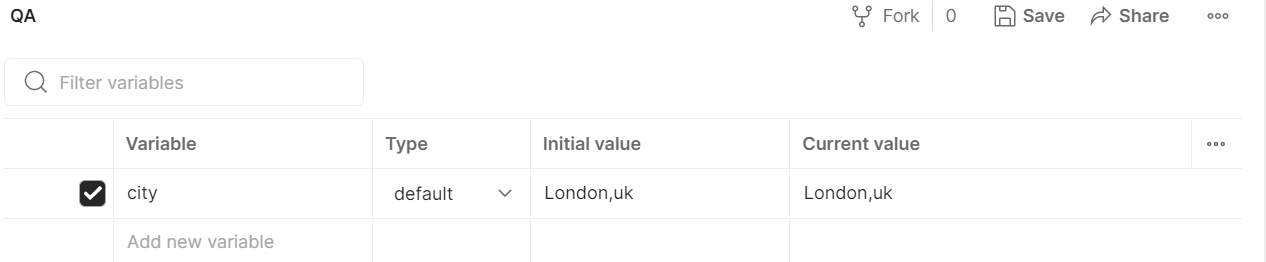 QA
Fork 0 Save Share
Filter variables
Variable Type Initial value Current value
city default London,uk London,uk
Add new variable